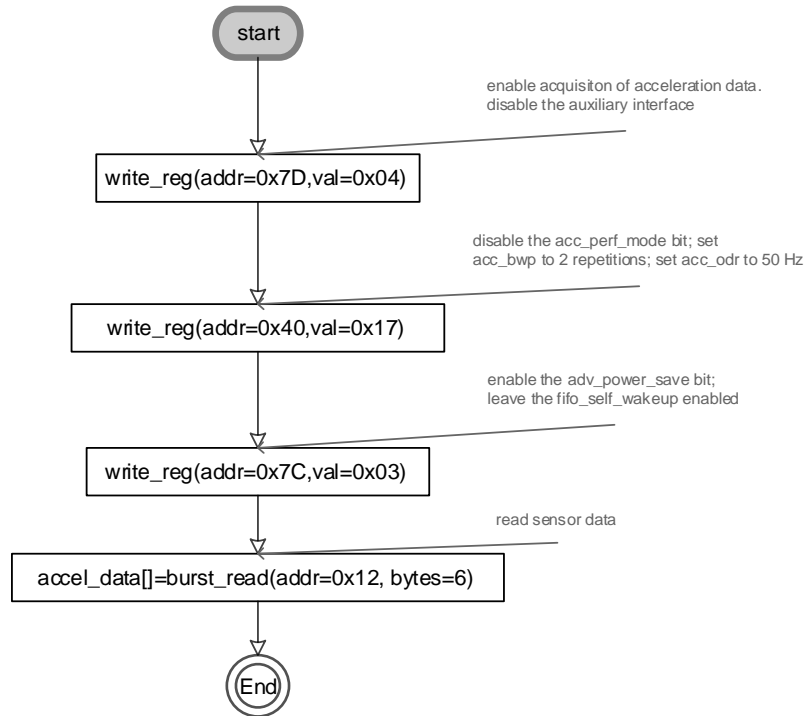 start
enable acquisiton of acceleration data.
disable the auxiliary interface
write_reg(addr=0x7D,val=0x04)
disable the acc_perf_mode bit; set
acc_bwp to 2 repetitions; set acc_odr to 50 Hz
write_reg(addr=0x40,val=0x17)
enable the adv_power_save bit;
leave the fifo_self_wakeup enabled
write_reg(addr=0x7C,val=0x03)
read sensor data
accel_data[]=burst_read(addr=0x12, bytes=6)
End